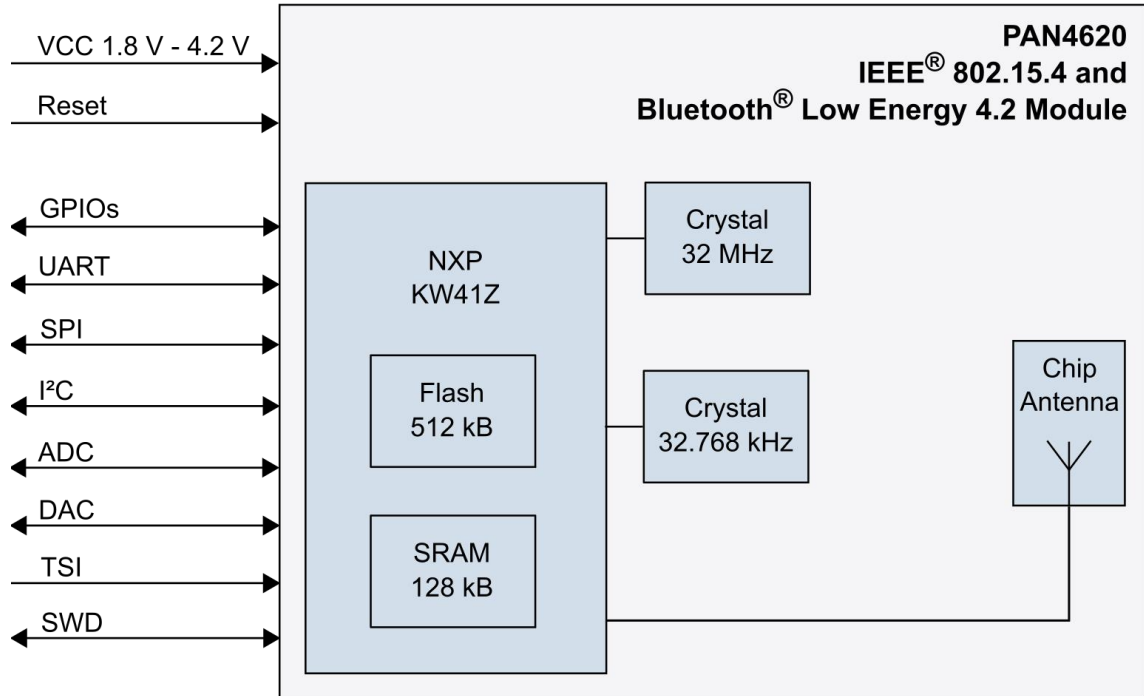 PAN4620
IEEE® 802.15.4 and
Bluetooth® Low Energy 4.2 Module
VCC 1.8 V - 4.2 V
Reset
GPIOs
UART
SPI
I²C
ADC
DAC
TSI
SWD
NXP
KW41Z
Flash
512 kB
SRAM
128 kB
Crystal
32 MHz
Crystal
32.768 kHz
Chip
Antenna